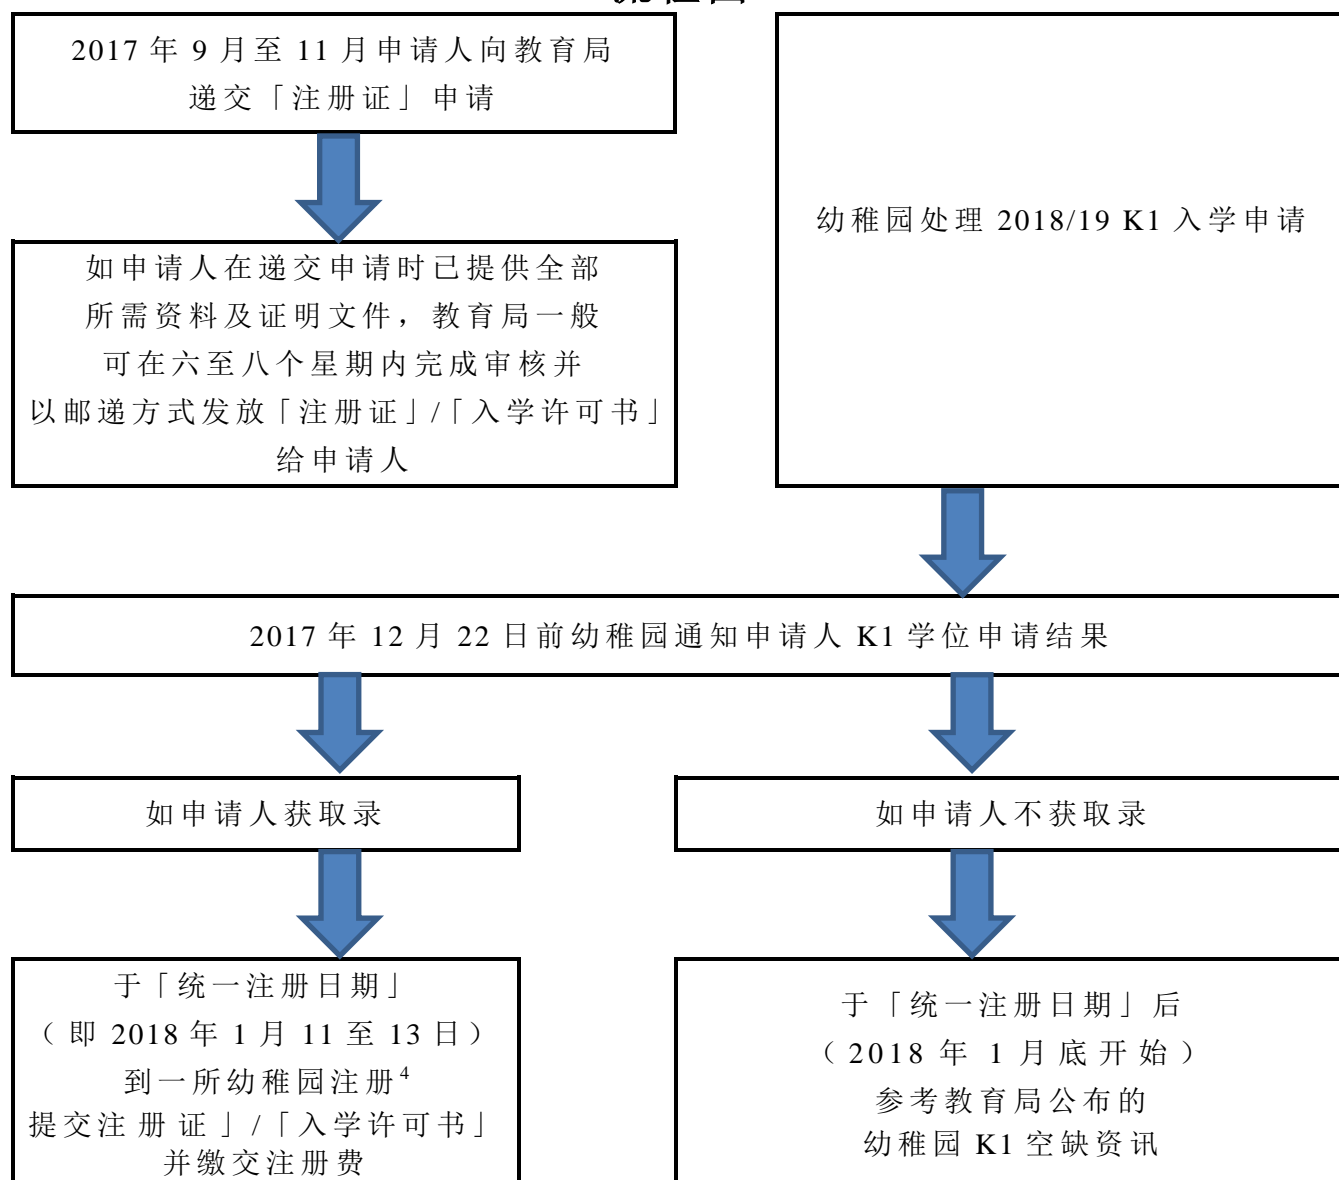 2017 年 9 月至 11 月申请人向教育局
递交「注册证」申请
幼稚园处理 2018/19 K1 入学申请
如申请人在递交申请时已提供全部
所需资料及证明文件，教育局一般
可在六至八个星期内完成审核并
以邮递方式发放「注册证」/「入学许可书」
给申请人
2017 年 12 月 22 日前幼稚园通知申请人 K1 学位申请结果
如申请人获取录
如申请人不获取录
于「统一注册日期」
（即 2018 年 1 月 11 至 13 日）
到一所幼稚园注册⁴
提交注册证」/「入学许可书」
并缴交注册费
于「统一注册日期」后
（2018 年 1 月底开始）
参考教育局公布的
幼稚园 K1 空缺资讯